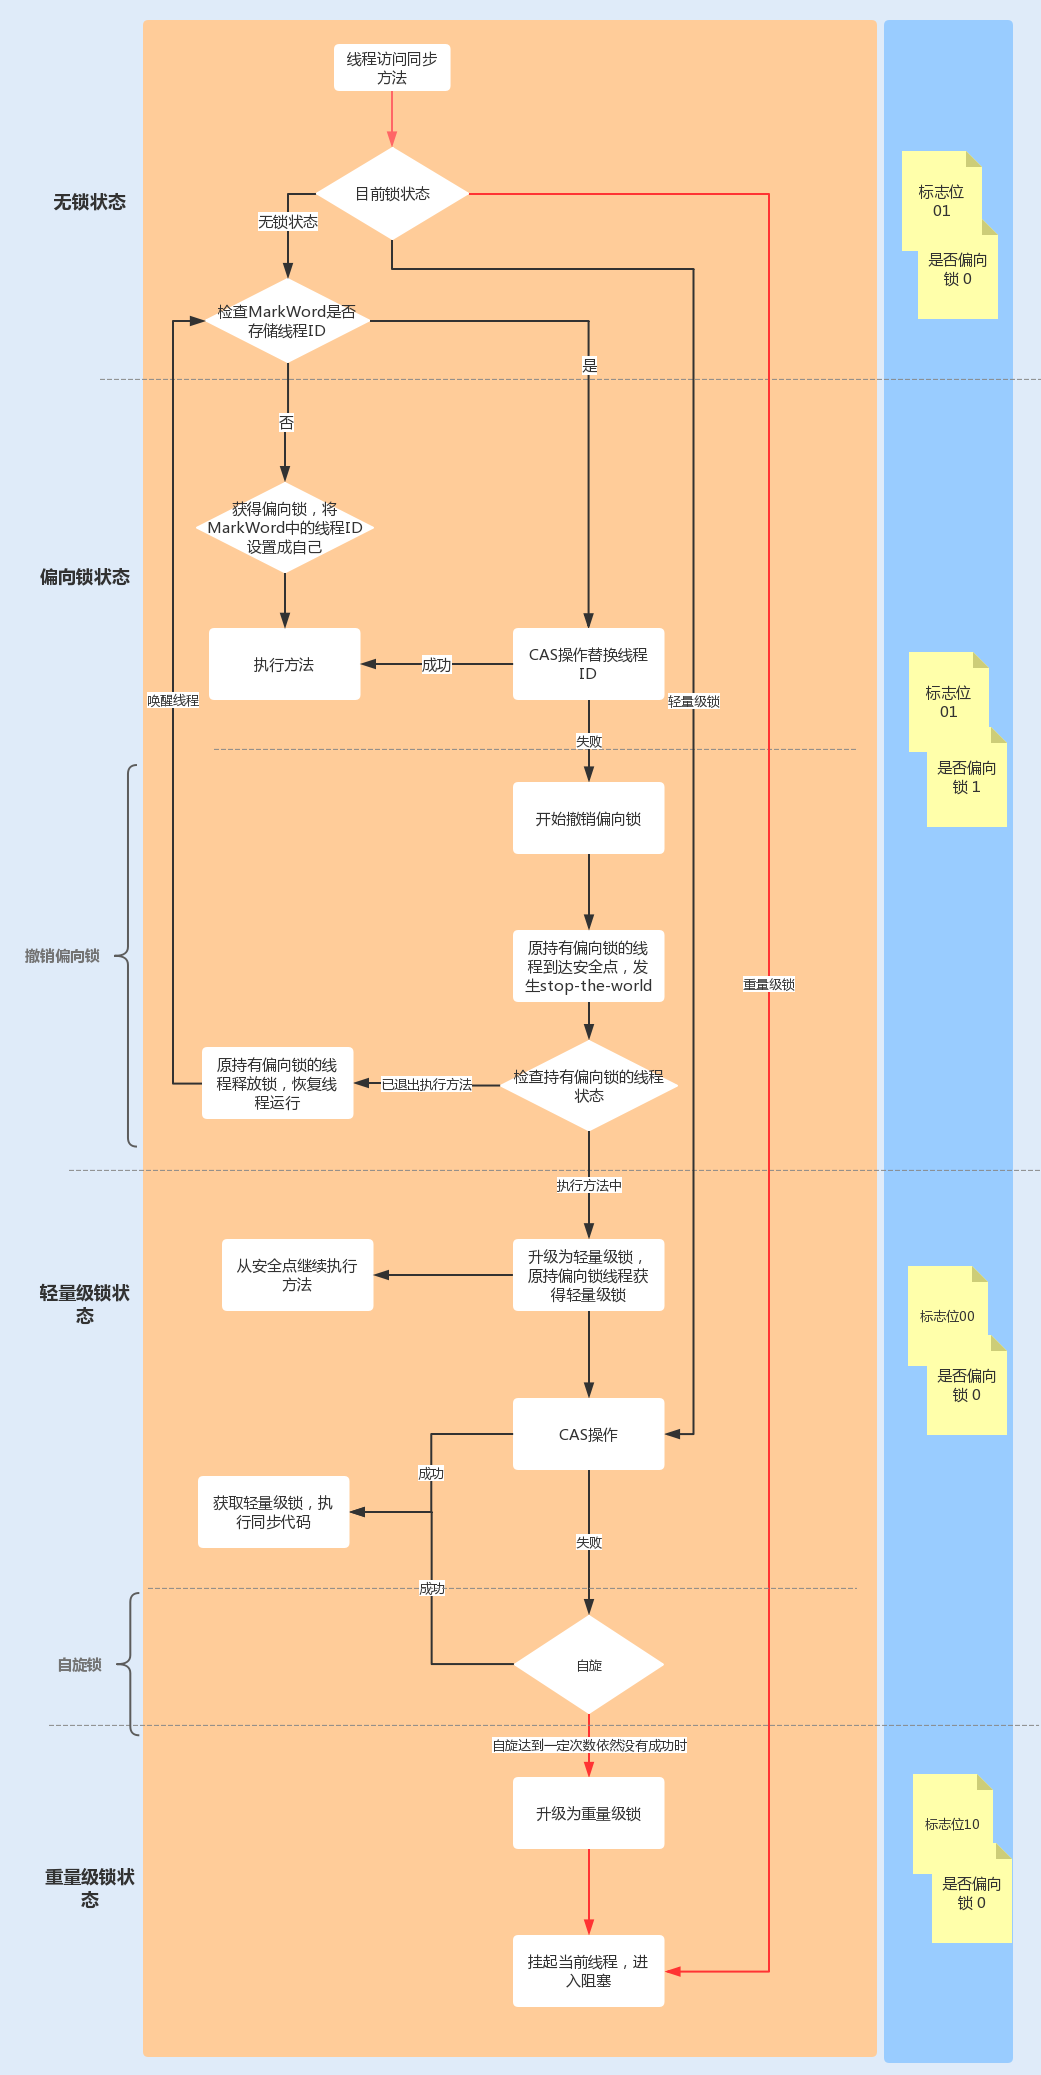 线程访问同步
方法
目前锁状态
无锁状态
无锁状态
标志位
01
是否偏向
锁 0
检查MarkWord是否
存储线程ID
是
否
获得偏向锁，将
MarkWord中的线程ID
设置成自己
偏向锁状态
执行方法
成功
CAS操作替换线程
ID
标志位
01
是否偏向
锁 1
唤醒线程
轻量级锁
失败
开始撤销偏向锁
撤销偏向锁
原持有偏向锁的线
程到达安全点，发
生stop-the-world
重量级锁
原持有偏向锁的线
程释放锁，恢复线
程运行
已退出执行方法
检查持有偏向锁的线程
状态
执行方法中
从安全点继续执行
方法
升级为轻量级锁，
原持偏向锁线程获
得轻量级锁
轻量级锁状
态
标志位00
是否偏向
锁 0
CAS操作
成功
获取轻量级锁，执
行同步代码
失败
成功
自旋锁
自旋
自旋达到一定次数依然没有成功时
升级为重量级锁
重量级锁状
态
标志位10
是否偏向
锁 0
挂起当前线程，进
入阻塞